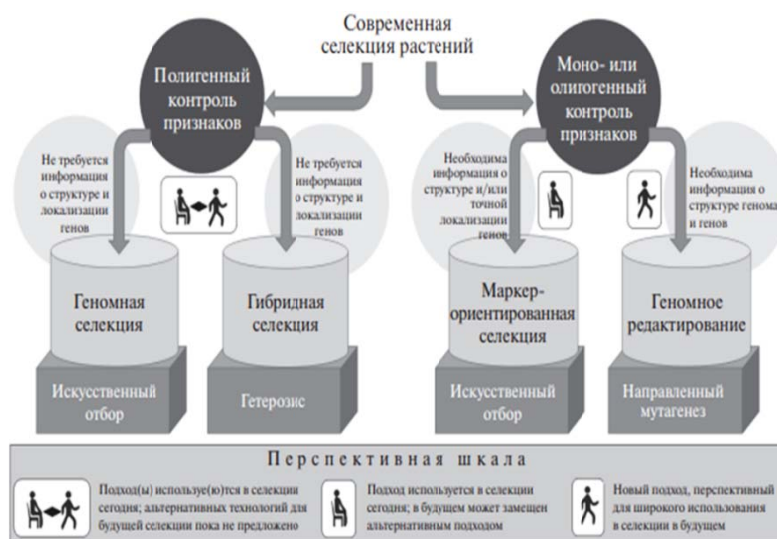 Современная
селекция растений
Полигенный
контроль
признаков
Моно- или
олигогенный
контроль
признаков
Не требуется
информация
о структуре и
локализации
генов
Не требуется
информация
о структуре и
локализации
генов
Необходима
информация о
структуре и/или
точной
локализации
генов
Необходима
информация о
структуре генома
и генов
Геномная
селекция
Гибридная
селекция
Маркер-
ориентированная
селекция
Геномное
редактирование
Искусственный
отбор
Гетерозис
Искусственный
отбор
Направленный
мутагенез
Перспективная шкала
Подход(ы) используе(ю)тся в селекции
сегодня; альтернативных технологий для
будущей селекции пока не предложено
Подход используется в селекции
сегодня; в будущем может замещен
альтернативным подходом
Новый подход, перспективный
для широкого использования
в селекции в будущем